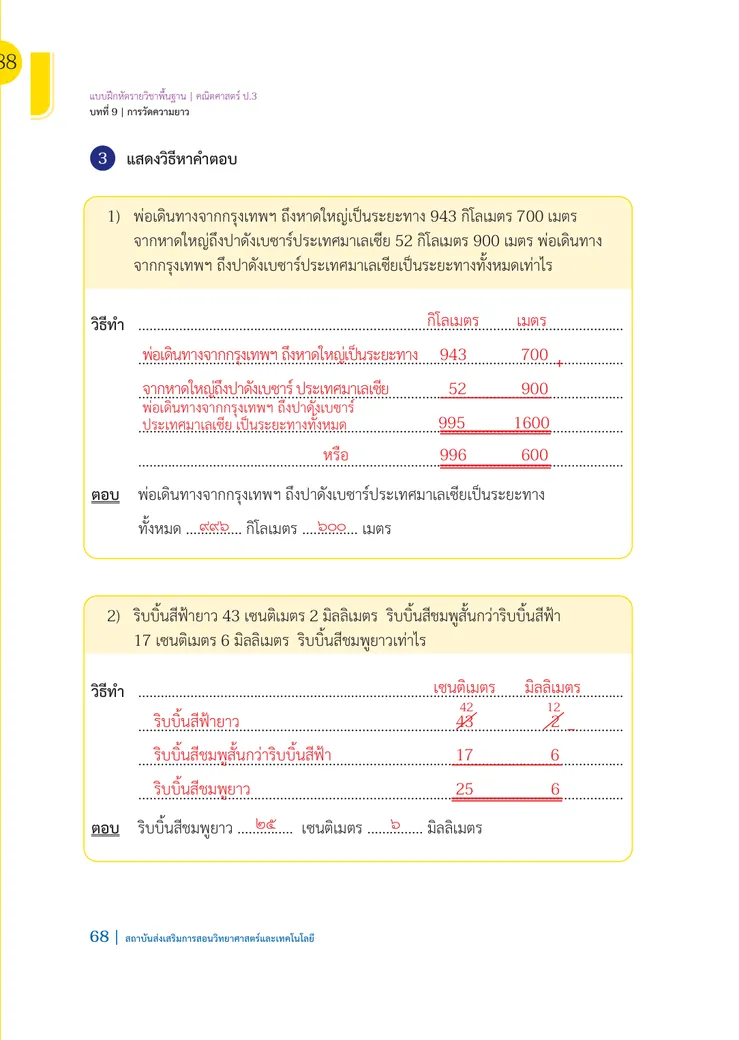 88
แบบฝึกหัดรายวิชาพื้นฐาน | คณิตศาสตร์ ป.3
บทที่ 9 | การวัดความยาว
3 แสดงวิธีหาคำตอบ
1) พ่อเดินทางจากกรุงเทพฯ ถึงหาดใหญ่เป็นระยะทาง 943 กิโลเมตร 700 เมตร
จากหาดใหญ่ถึงปาดังเบซาร์ประเทศมาเลเซีย 52 กิโลเมตร 900 เมตร พ่อเดินทาง
จากกรุงเทพฯ ถึงปาดังเบซาร์ประเทศมาเลเซียเป็นระยะทางทั้งหมดเท่าไร
วิธีทำ กิโลเมตร เมตร
พ่อเดินทางจากกรุงเทพฯ ถึงหาดใหญ่เป็นระยะทาง 943 700 +
จากหาดใหญ่ถึงปาดังเบซาร์ ประเทศมาเลเซีย 52 900
พ่อเดินทางจากกรุงเทพฯ ถึงปาดังเบซาร์
ประเทศมาเลเซีย เป็นระยะทางทั้งหมด 995 1600
หรือ 996 600
ตอบ พ่อเดินทางจากกรุงเทพฯ ถึงปาดังเบซาร์ประเทศมาเลเซียเป็นระยะทาง
ทั้งหมด ๙๙๖ กิโลเมตร ๖๐๐ เมตร
2) ริบบิ้นสีฟ้ายาว 43 เซนติเมตร 2 มิลลิเมตร ริบบิ้นสีชมพูสั้นกว่าริบบิ้นสีฟ้า
17 เซนติเมตร 6 มิลลิเมตร ริบบิ้นสีชมพูยาวเท่าไร
วิธีทำ เซนติเมตร มิลลิเมตร
42 12
ริบบิ้นสีฟ้ายาว 43 2 -
ริบบิ้นสีชมพูสั้นกว่าริบบิ้นสีฟ้า 17 6
ริบบิ้นสีชมพูยาว 25 6
ตอบ ริบบิ้นสีชมพูยาว ๒๕ เซนติเมตร ๖ มิลลิเมตร
68 | สถาบันส่งเสริมการสอนวิทยาศาสตร์และเทคโนโลยี